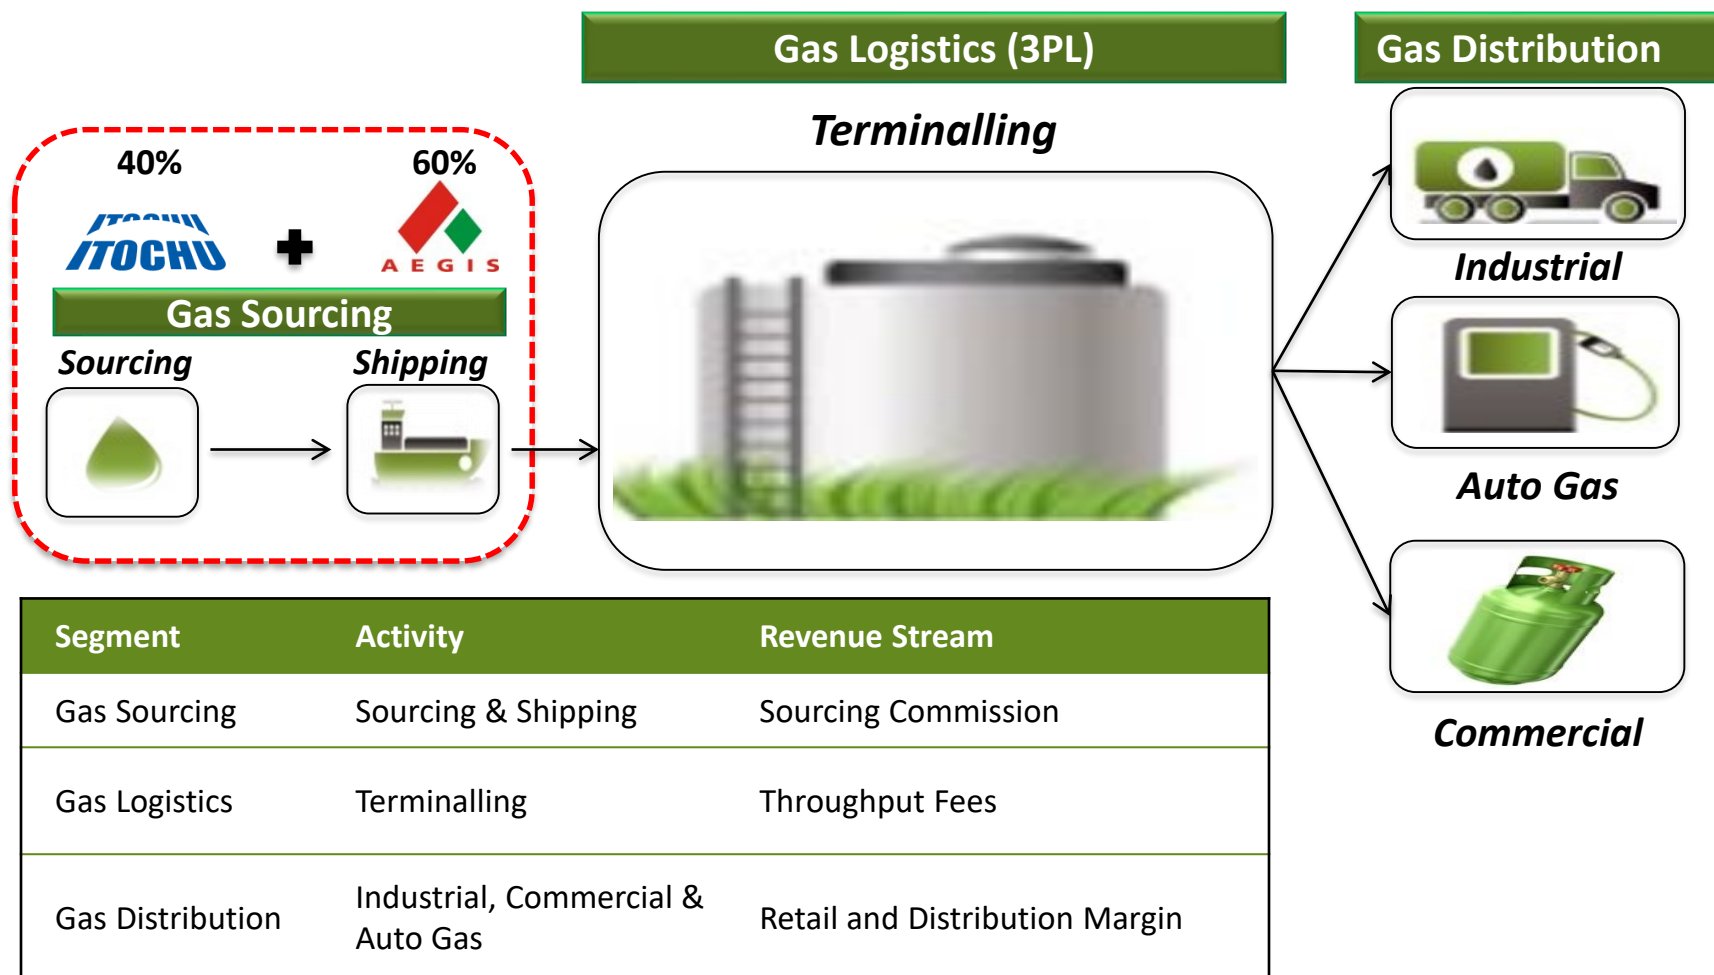 Gas Logistics (3PL)
Gas Distribution
Terminalling
40%
60%
ITOCHU
ITOCHU
AEGIS
Gas Sourcing
Sourcing
Shipping
Industrial
Auto Gas
Commercial
Segment Activity Revenue Stream
Gas Sourcing Sourcing & Shipping Sourcing Commission
Gas Logistics Terminalling Throughput Fees
Gas Distribution Industrial, Commercial &
Auto Gas Retail and Distribution Margin